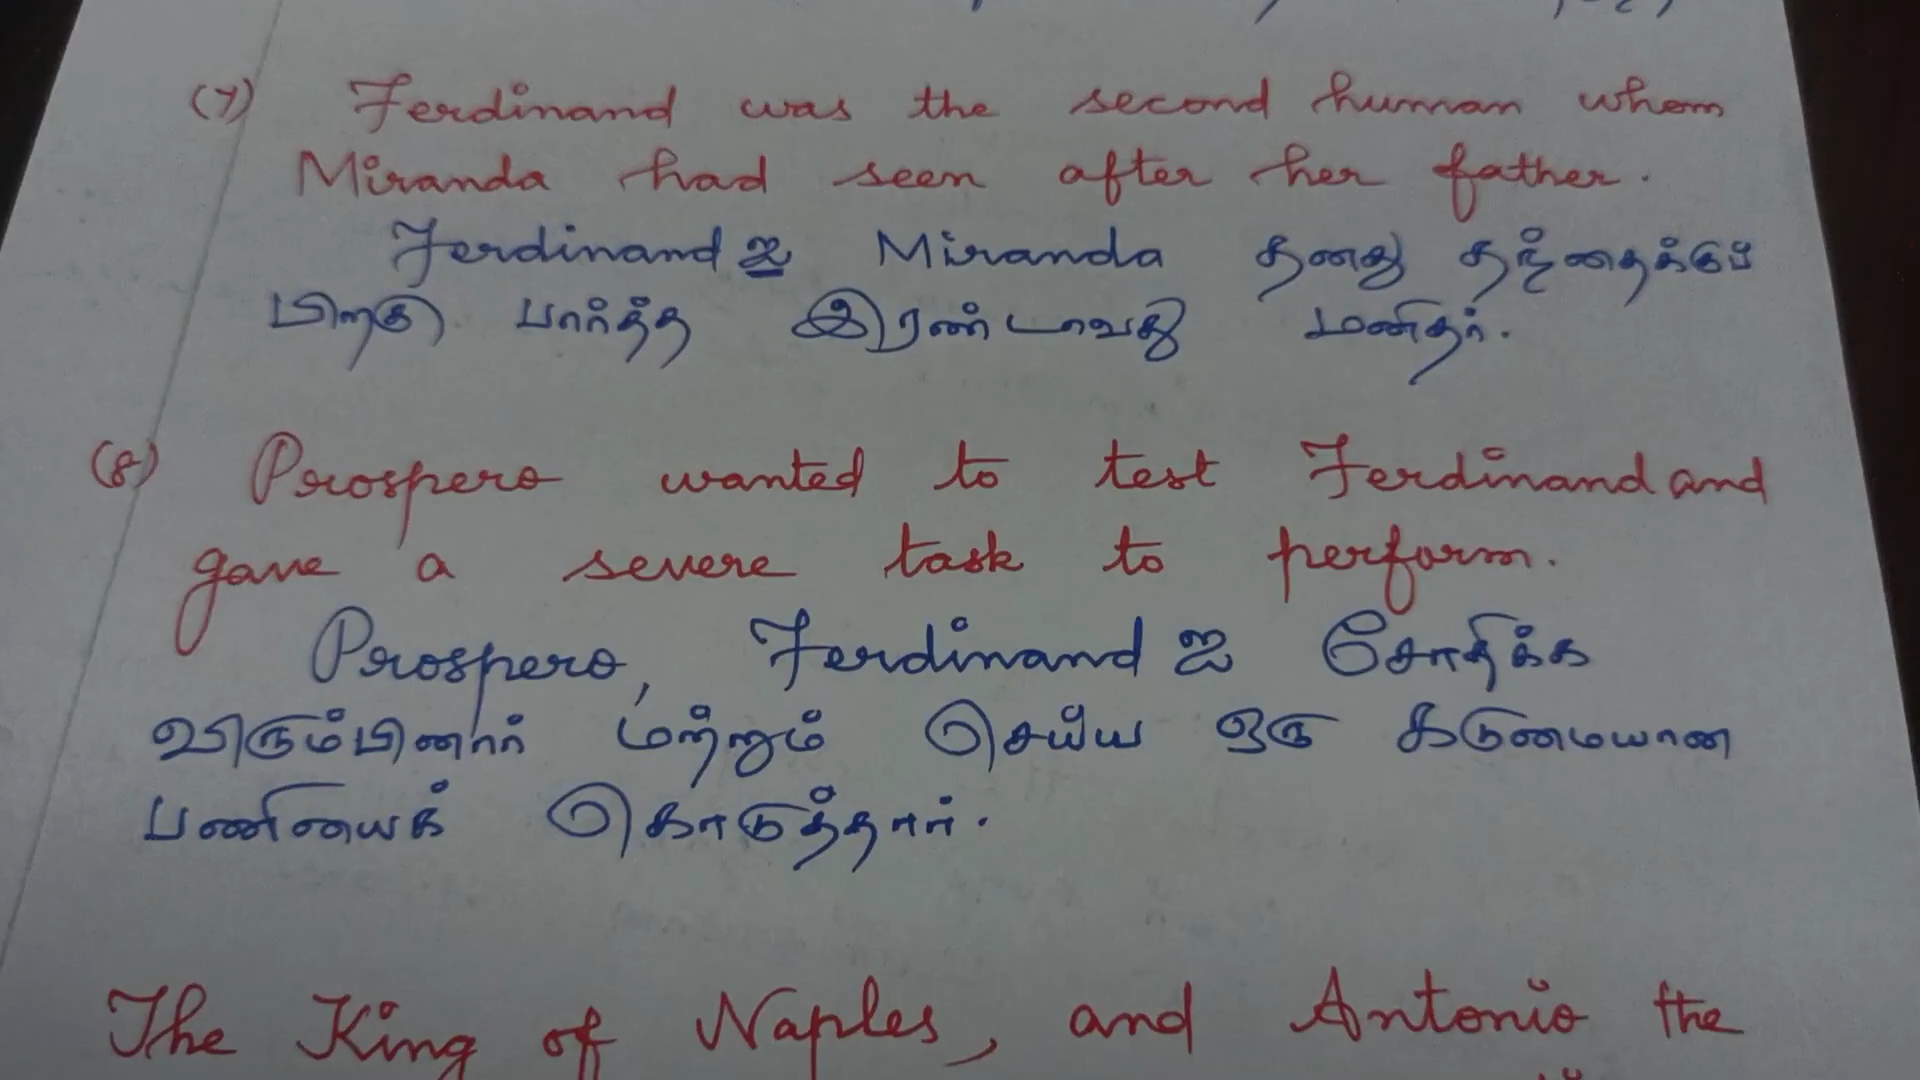 (7) Ferdinand was the second human whom
Miranda had seen after her father.
Ferdinand ஐ Miranda தனது தந்தைக்குப்
பிறகு பார்த்த இரண்டாவது மனிதர்.
(8) Prospero wanted to test Ferdinand and
gave a severe task to perform.
Prospero, Ferdinand ஐ சோதிக்க
விரும்பினார் மற்றும் செய்ய ஒரு கடுமையான
பணியைக் கொடுத்தார்.
The King of Naples, and Antonio the